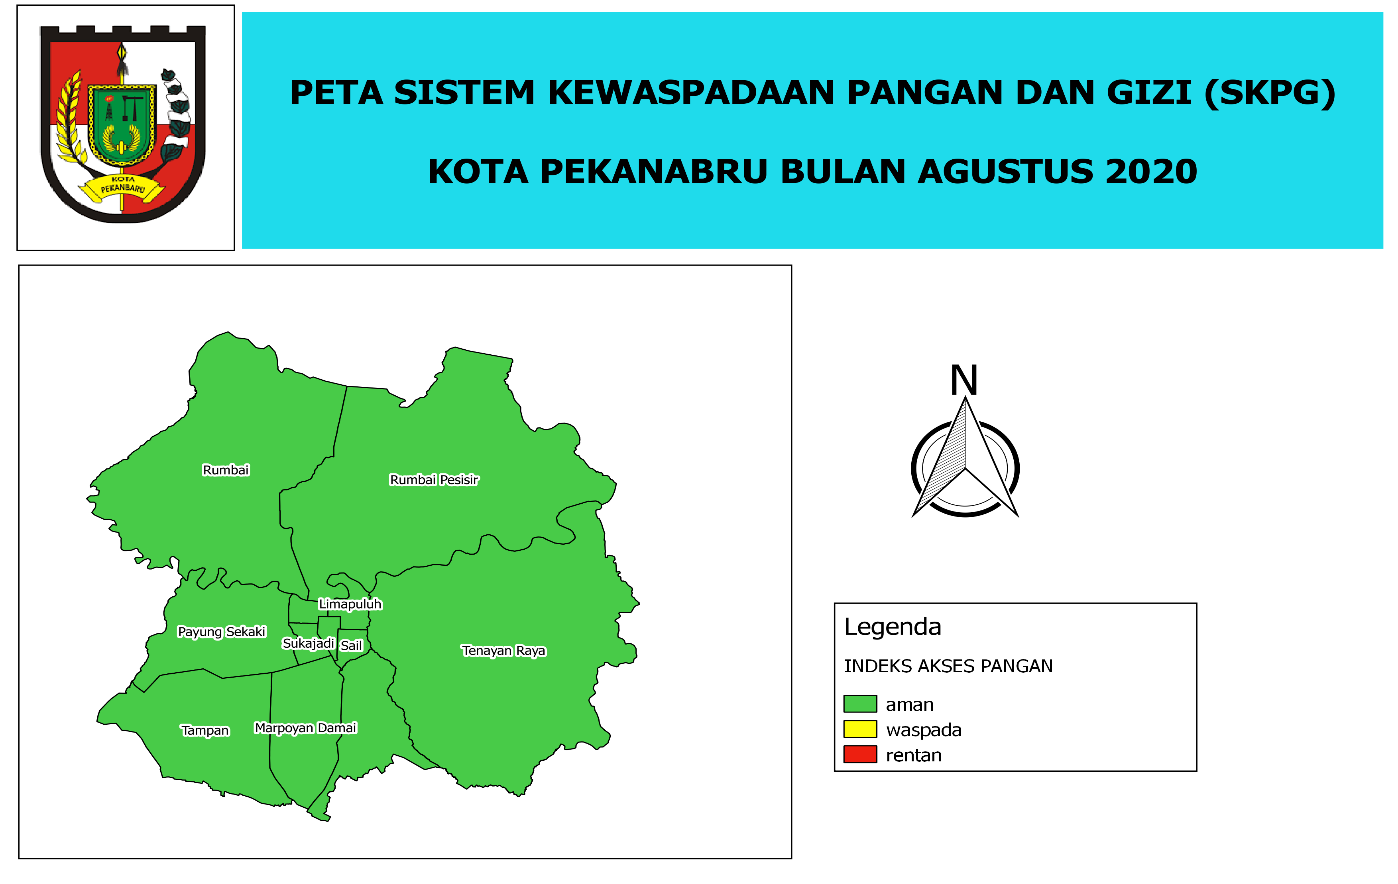 KOTA
PEKANBARU
PETA SISTEM KEWASPADAAN PANGAN DAN GIZI (SKPG)
KOTA PEKANABRU BULAN AGUSTUS 2020
Rumbai
Rumbai Pesisir
Limapuluh
Payung Sekaki
Sukajadi
Sail
Tenayan Raya
Tampan
Marpoyan Damai
N
Legenda
INDEKS AKSES PANGAN
aman
waspada
rentan